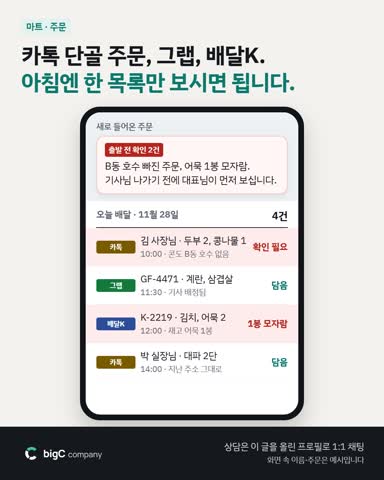 마트 · 주문
카톡 단골 주문, 그랩, 배달K.
아침엔 한 목록만 보시면 됩니다.
새로 들어온 주문
출발 전 확인 2건
B동 호수 빠진 주문, 어묵 1봉 모자람.
기사님 나가기 전에 대표님이 먼저 보십니다.
오늘 배달 · 11월 28일 4건
카톡 김 사장님 · 두부 2, 콩나물 1 확인 필요
10:00 · 콘도 B동 호수 없음
그랩 GF-4471 · 계란, 삼겹살 담음
11:30 · 기사 배정됨
배달K K-2219 · 김치, 어묵 2 1봉 모자람
12:00 · 재고 어묵 1봉
카톡 박 실장님 · 대파 2단 담음
14:00 · 지난 주소 그대로
bigC company
상담은 이 글을 올린 프로필로 1:1 채팅
화면 속 이름·주문은 예시입니다